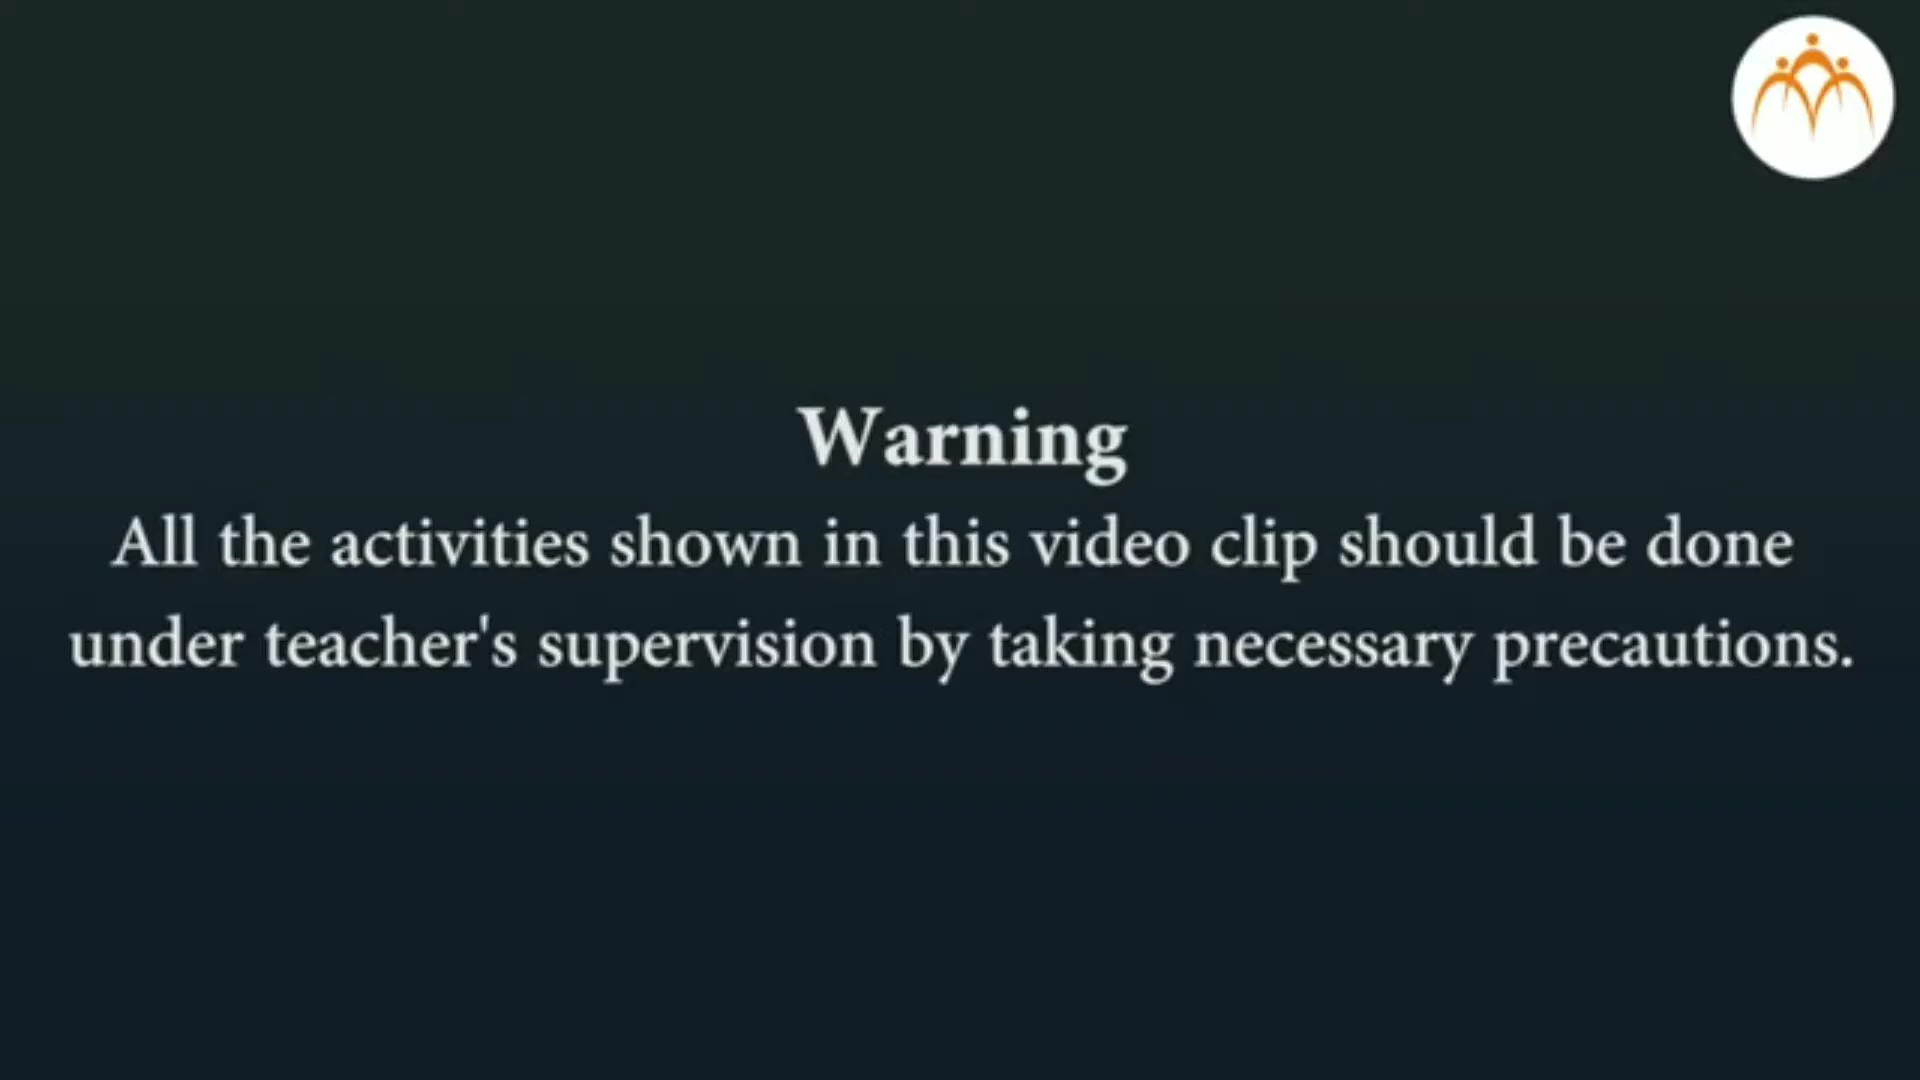 Warning
All the activities shown in this video clip should be done
under teacher's supervision by taking necessary precautions.